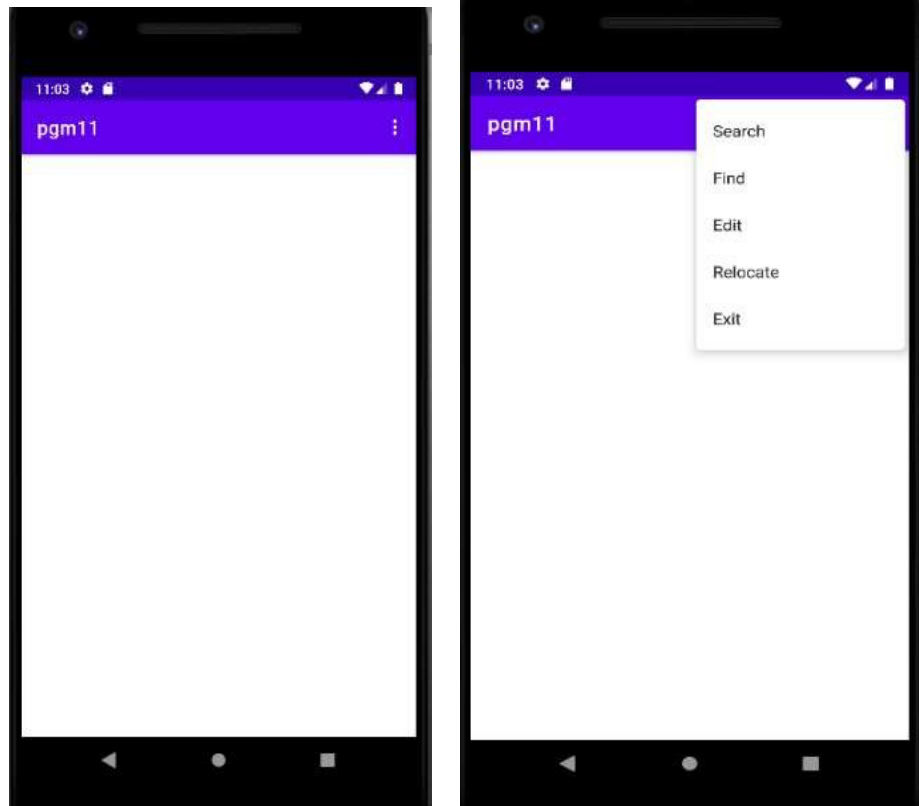 11:03
pgm11
11:03
pgm11
Search
Find
Edit
Relocate
Exit